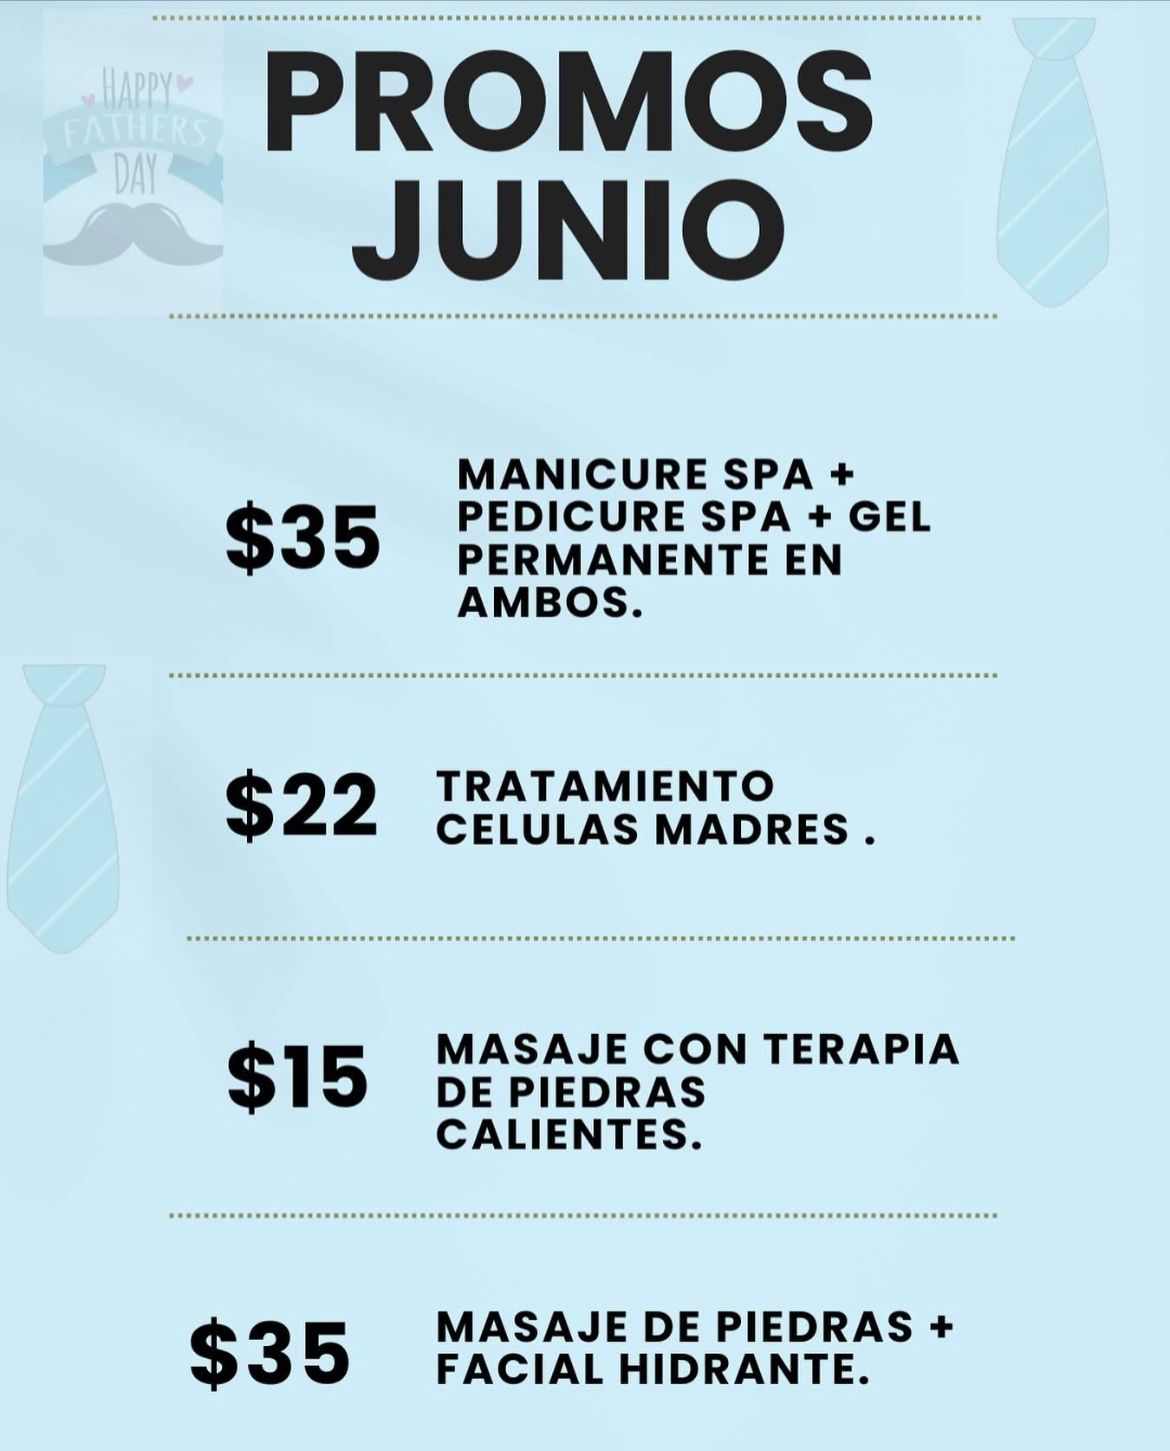 HAPPY
FATHERS
DAY
PROMOS
JUNIO
$35
MANICURE SPA +
PEDICURE SPA + GEL
PERMANENTE EN
AMBOS.
$22
TRATAMIENTO
CELULAS MADRES .
$15
MASAJE CON TERAPIA
DE PIEDRAS
CALIENTES.
$35
MASAJE DE PIEDRAS +
FACIAL HIDRANTE.